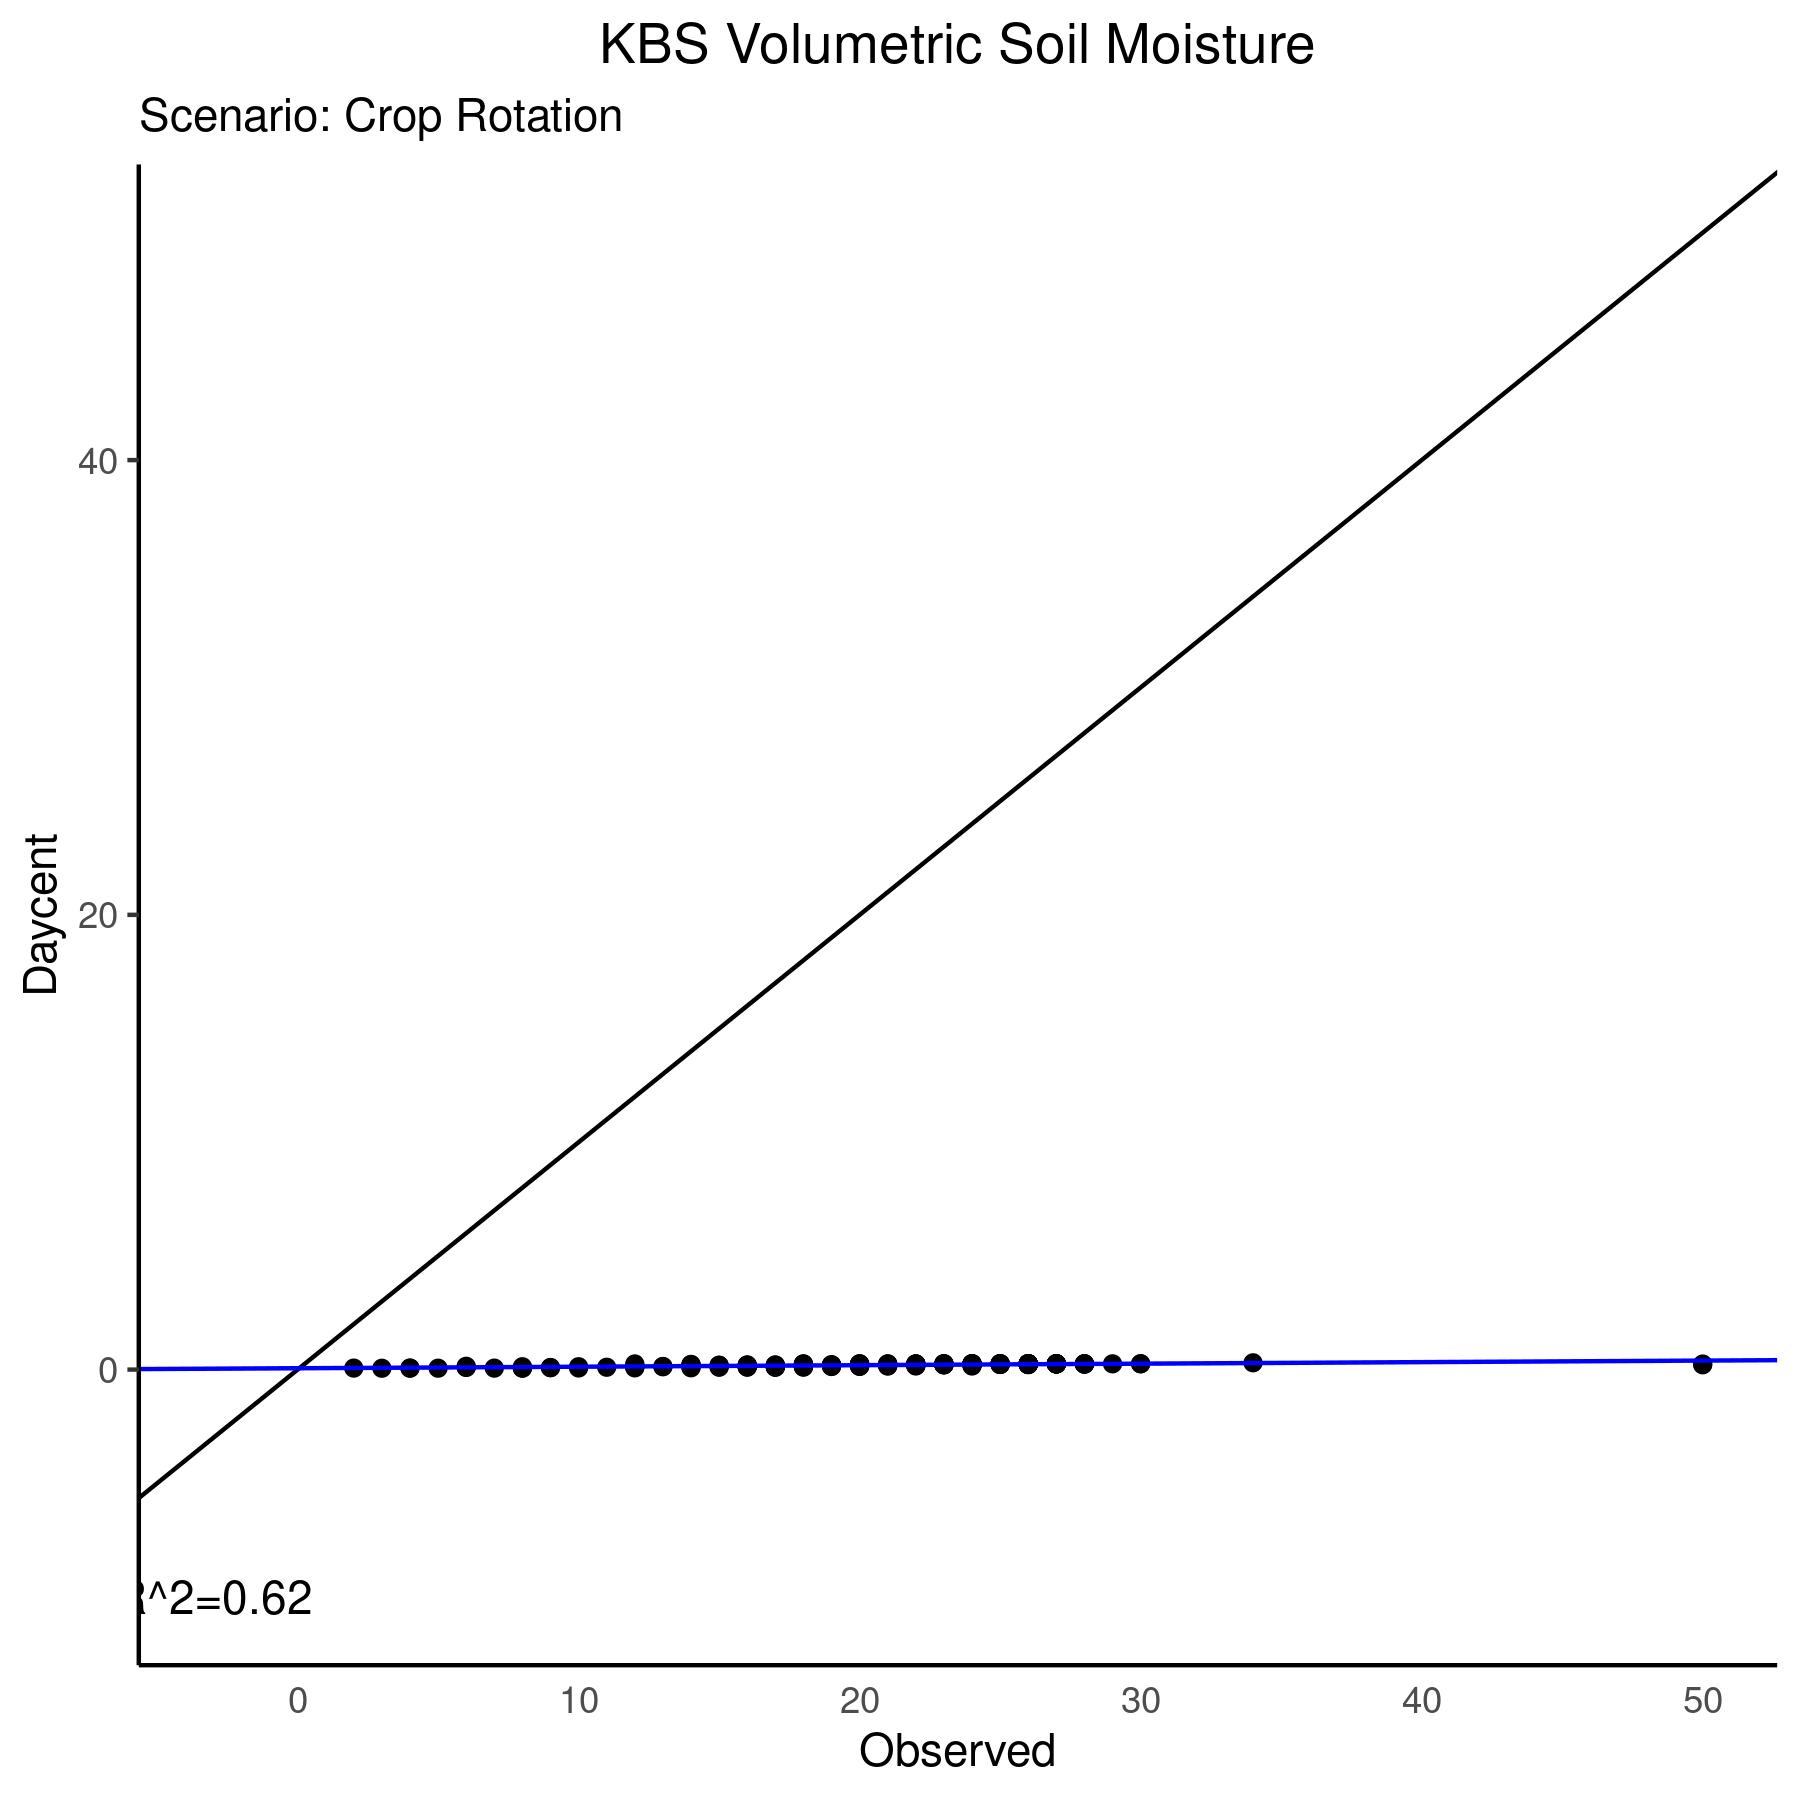 KBS Volumetric Soil Moisture
Scenario: Crop Rotation
40
20
0
Daycent
^2=0.62
0 10 20 30 40 50
Observed